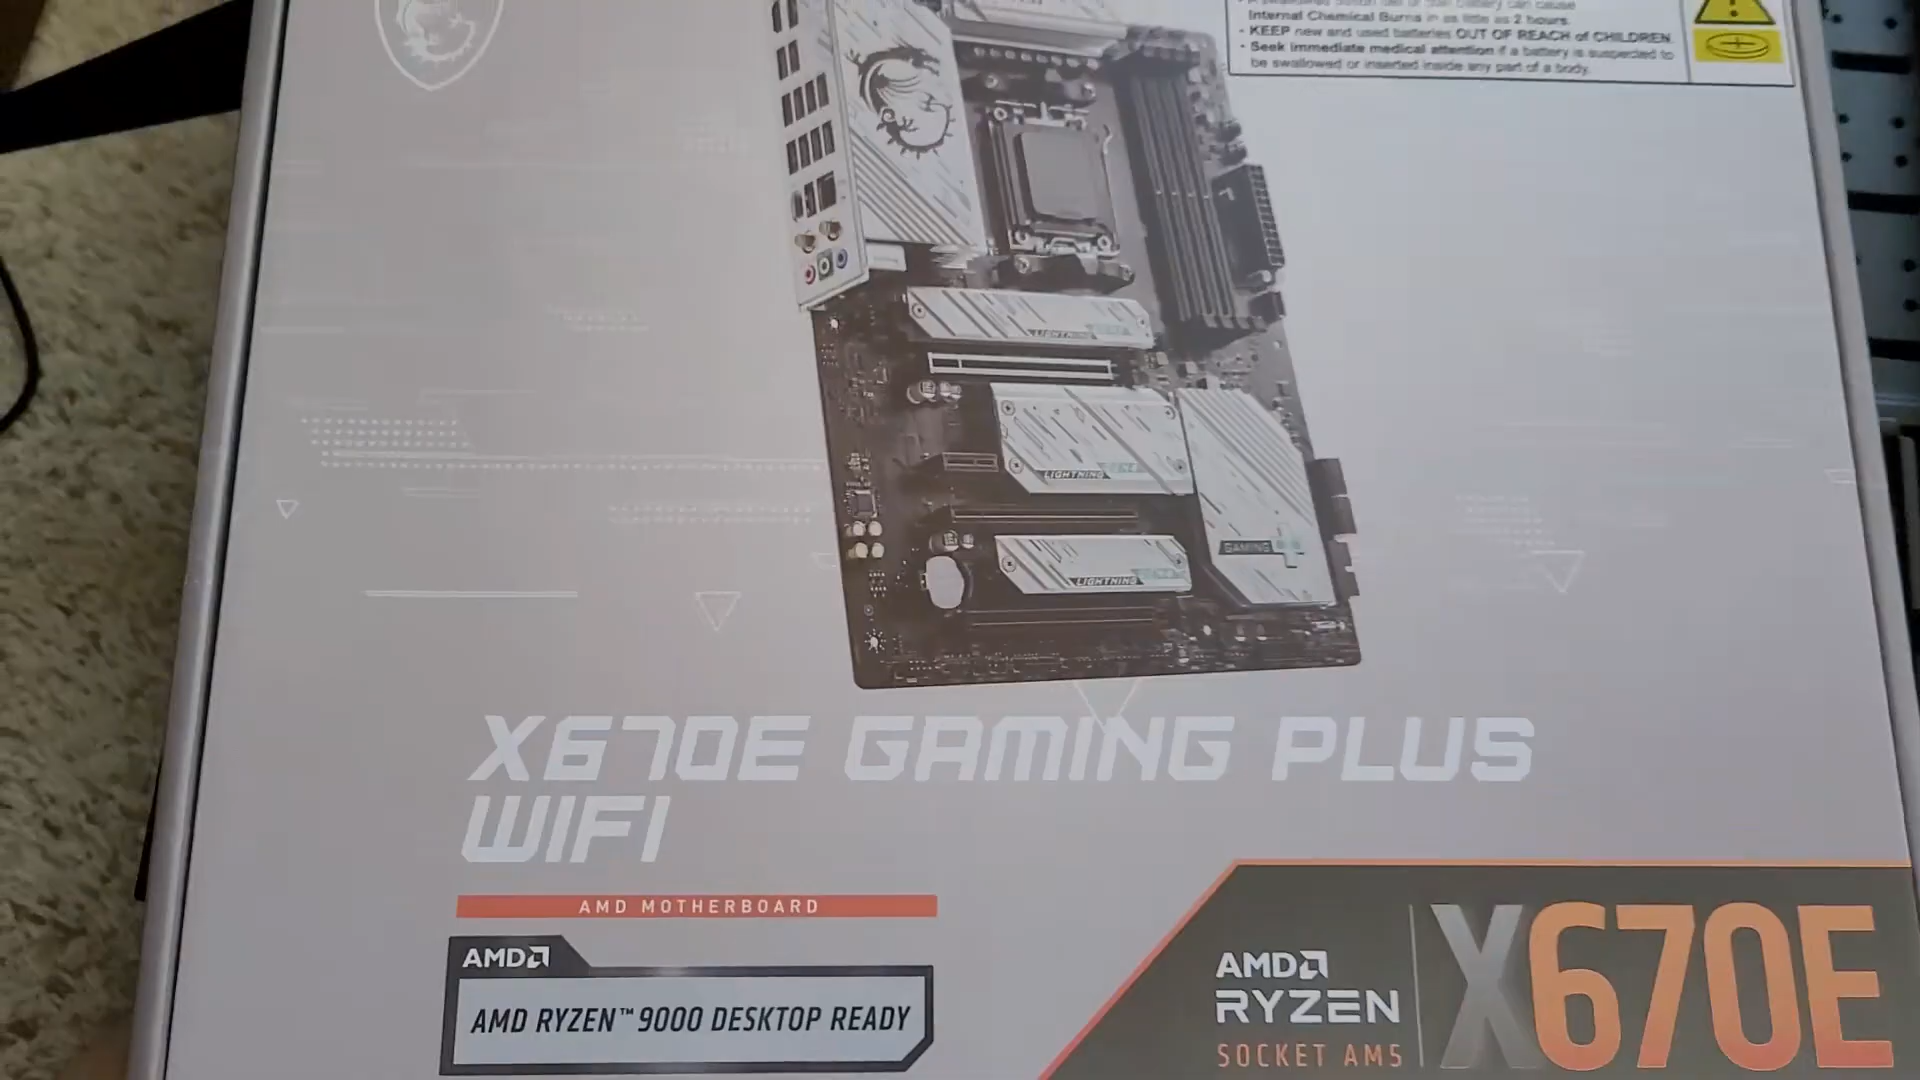 Internal Chemical Burns in as little as 2 hours.
• KEEP new and used batteries OUT OF REACH of CHILDREN.
• Seek immediate medical attention if a battery is suspected to
be swallowed or inserted inside any part of a body.
LIGHTNING
LIGHTNING
GAMING
LIGHTNING
X670E GAMING PLUS
WIFI
AMD MOTHERBOARD
AMD
AMD RYZEN™ 9000 DESKTOP READY
AMD
RYZEN
SOCKET AM5
X670E